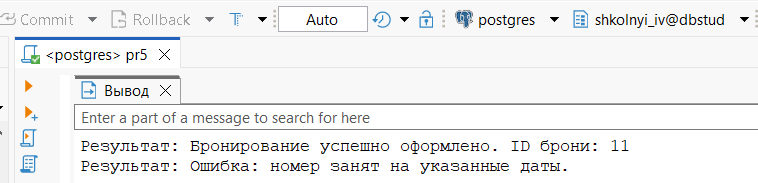 Commit Rollback T Auto postgres shkolnyi_iv@dbstud
<postgres> pr5
Вывод
Enter a part of a message to search for here
Результат: Бронирование успешно оформлено. ID брони: 11
Результат: Ошибка: номер занят на указанные даты.